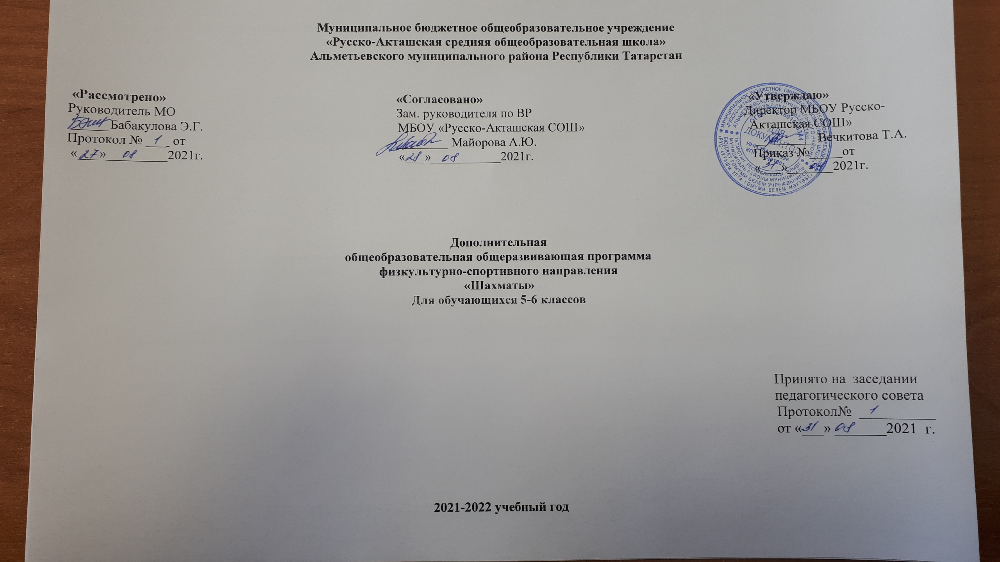 Муниципальное бюджетное общеобразовательное учреждение
«Русско-Акташская средняя общеобразовательная школа»
Альметьевского муниципального района Республики Татарстан
«Рассмотрено»
Руководитель МО
Бабакулова Э.Г.
Протокол № 1 от
«27» 08 2021г.
«Согласовано»
Зам. руководителя по ВР
МБОУ «Русско-Акташская СОШ»
Майорова А.Ю.
«28» 08 2021г.
«Утверждаю»
Директор МБОУ Русско-
Акташская СОШ»
Вечкитова Т.А.
Приказ № от
«31» 2021г.
Дополнительная
общеобразовательная общеразвивающая программа
физкультурно-спортивного направления
«Шахматы»
Для обучающихся 5-6 классов
Принято на заседании
педагогического совета
Протокол№ 1
от «31» 08 2021 г.
2021-2022 учебный год